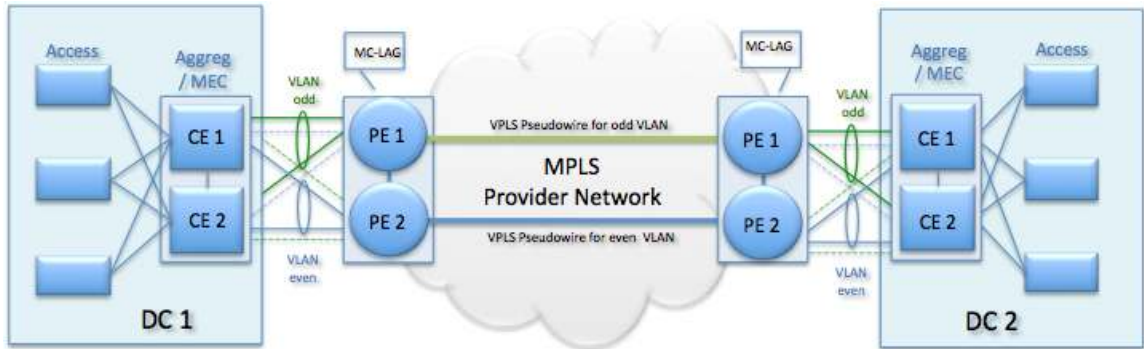 Access
Aggreg
/ MEC
VLAN
odd
MC-LAG
MC-LAG
VLAN
odd
Aggreg
/ MEC
Access
CE 1
PE 1
VPLS Pseudowire for odd VLAN
PE 1
CE 1
MPLS
Provider Network
CE 2
PE 2
VPLS Pseudowire for even VLAN
PE 2
CE 2
VLAN
even
VLAN
even
DC 1
DC 2